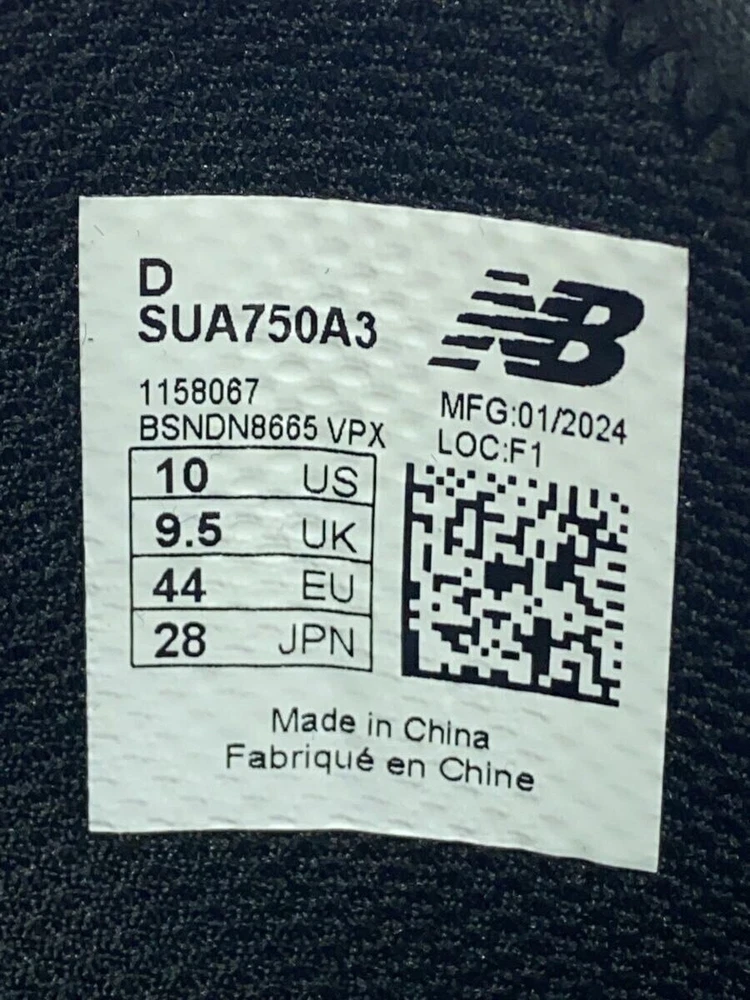 D
SUA750A3
NB
1158067
BSNDN8665 VPX
MFG:01/2024
LOC:F1
10 US
9.5 UK
44 EU
28 JPN
Made in China
Fabriqué en Chine